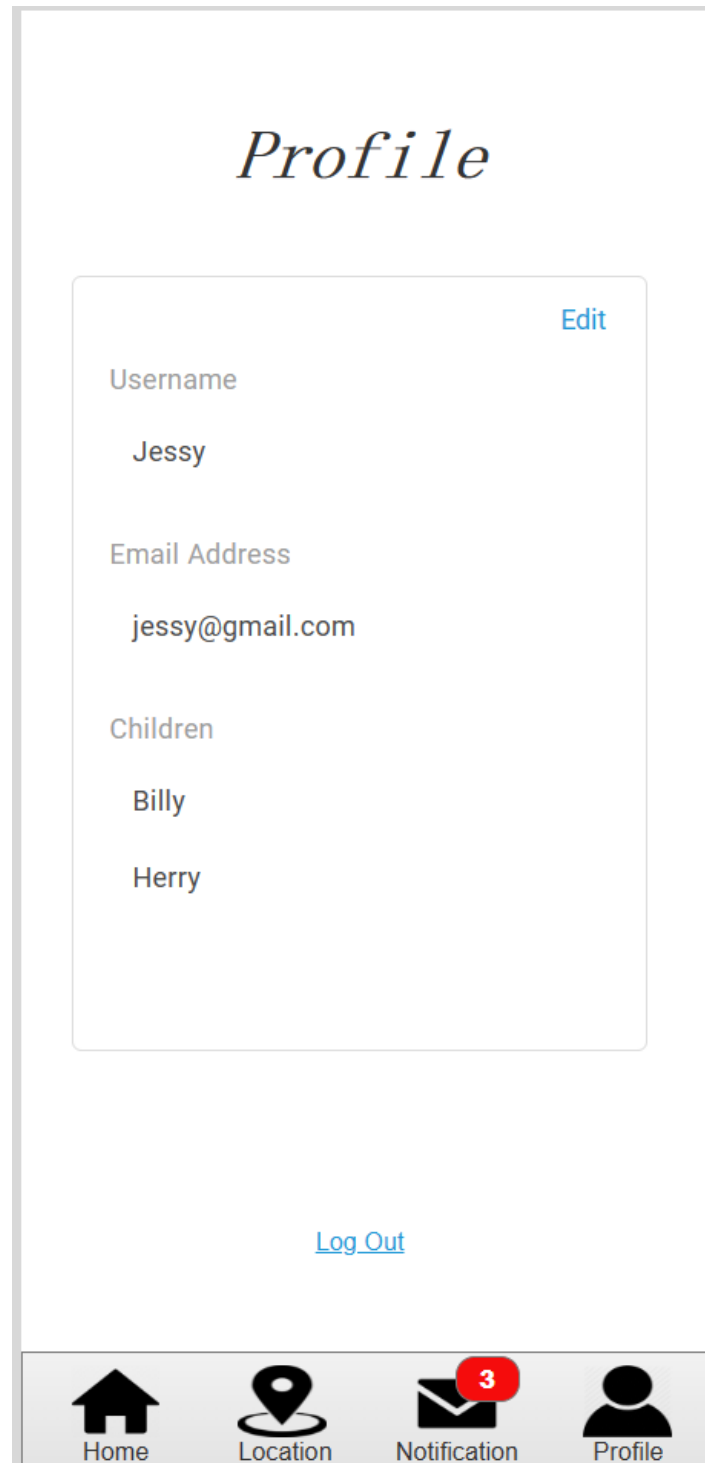 Profile
Edit
Username
Jessy
Email Address
jessy@gmail.com
Children
Billy
Herry
Log Out
3
Home Location Notification Profile